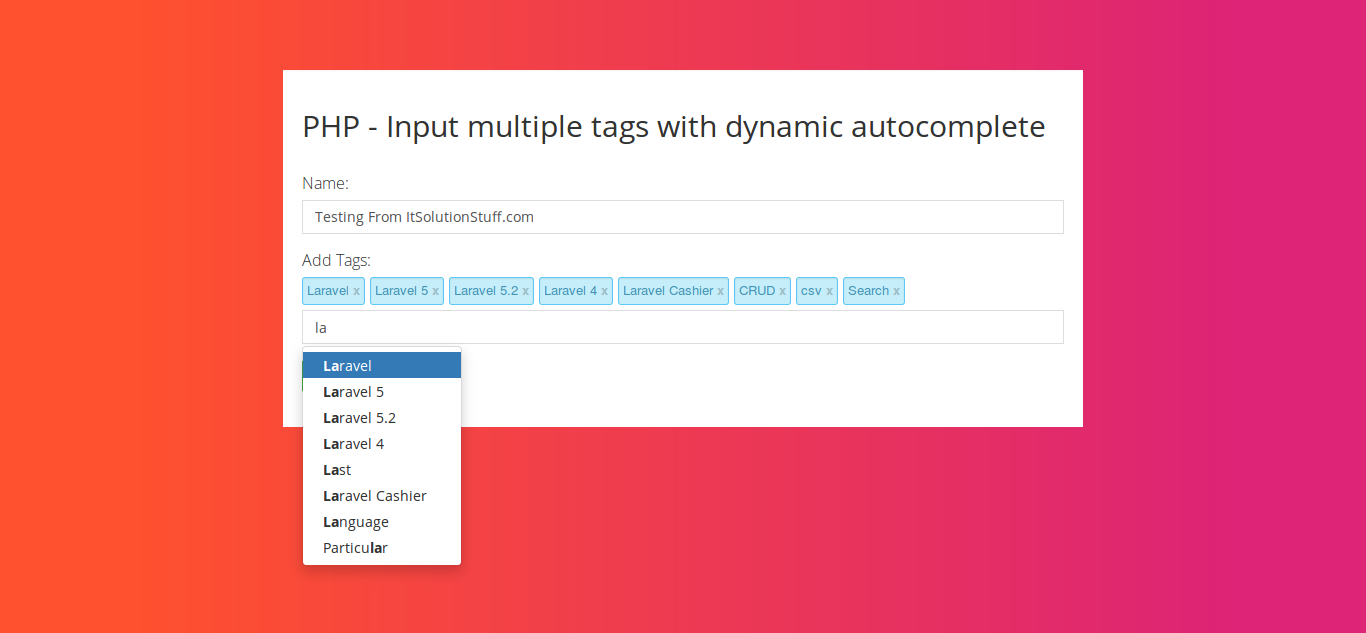 PHP - Input multiple tags with dynamic autocomplete
Name:
Testing From ItSolutionStuff.com
Add Tags:
Laravel x Laravel 5 x Laravel 5.2 x Laravel 4 x Laravel Cashier x CRUD x csv x Search x
la
Laravel
Laravel 5
Laravel 5.2
Laravel 4
Last
Laravel Cashier
Language
Particular